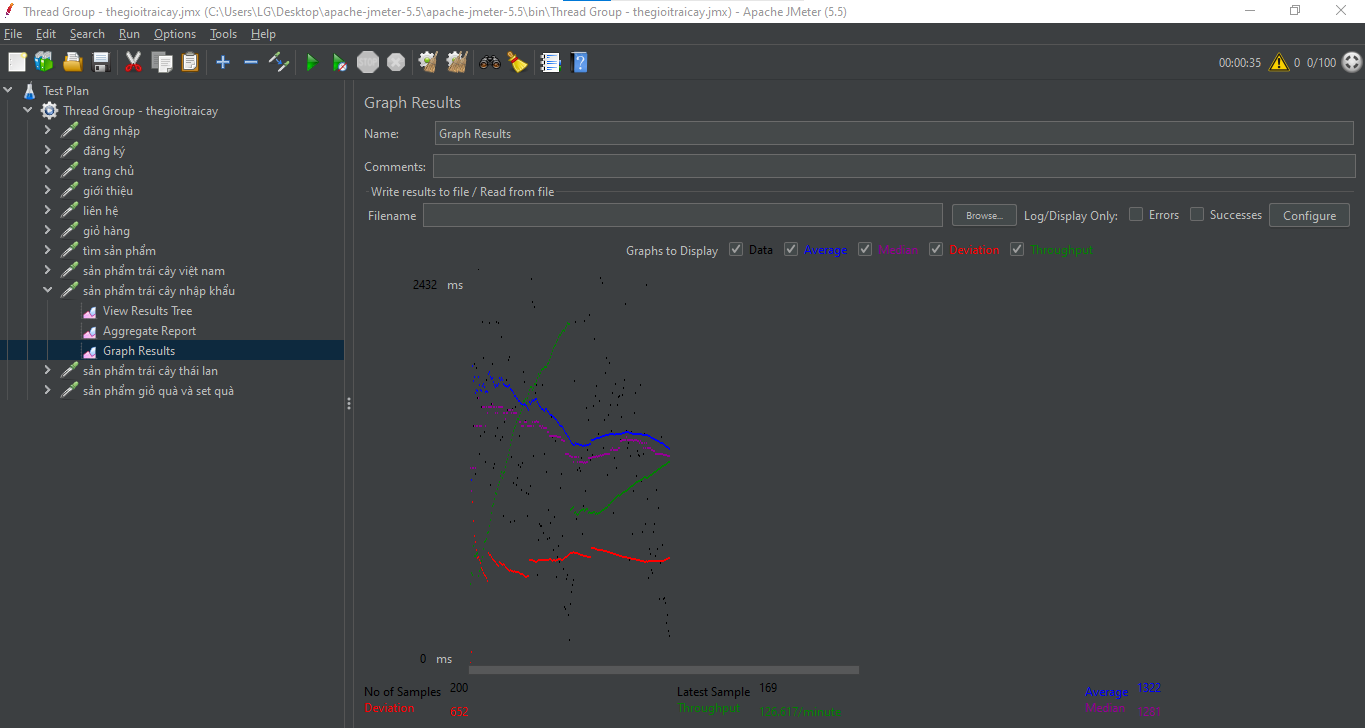 Thread Group - thegioitraicay.jmx (C:\Users\LG\Desktop\apache-jmeter-5.5\apache-jmeter-5.5\bin\Thread Group - thegioitraicay.jmx) - Apache JMeter (5.5)
File Edit Search Run Options Tools Help
STOP 00:00:35 0 0/100
Test Plan
Thread Group - thegioitraicay
đăng nhập
đăng ký
trang chủ
giới thiệu
liên hệ
giỏ hàng
tìm sản phẩm
sản phẩm trái cây việt nam
sản phẩm trái cây nhập khẩu
View Results Tree
Aggregate Report
Graph Results
sản phẩm trái cây thái lan
sản phẩm giỏ quà và set quà
Graph Results
Name: Graph Results
Comments:
Write results to file / Read from file
Filename Browse... Log/Display Only: Errors Successes Configure
Graphs to Display Data Average Median Deviation Throughput
2432 ms
0 ms
No of Samples 200 Latest Sample 169 Average 1322
Deviation 652 Throughput 126.617/minute Median